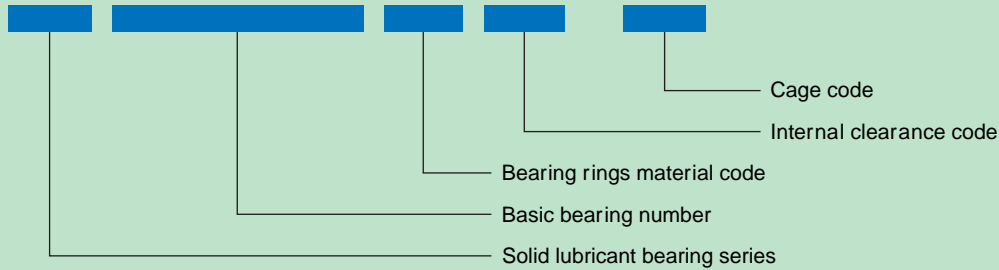 Cage code
Internal clearance code
Bearing rings material code
Basic bearing number
Solid lubricant bearing series